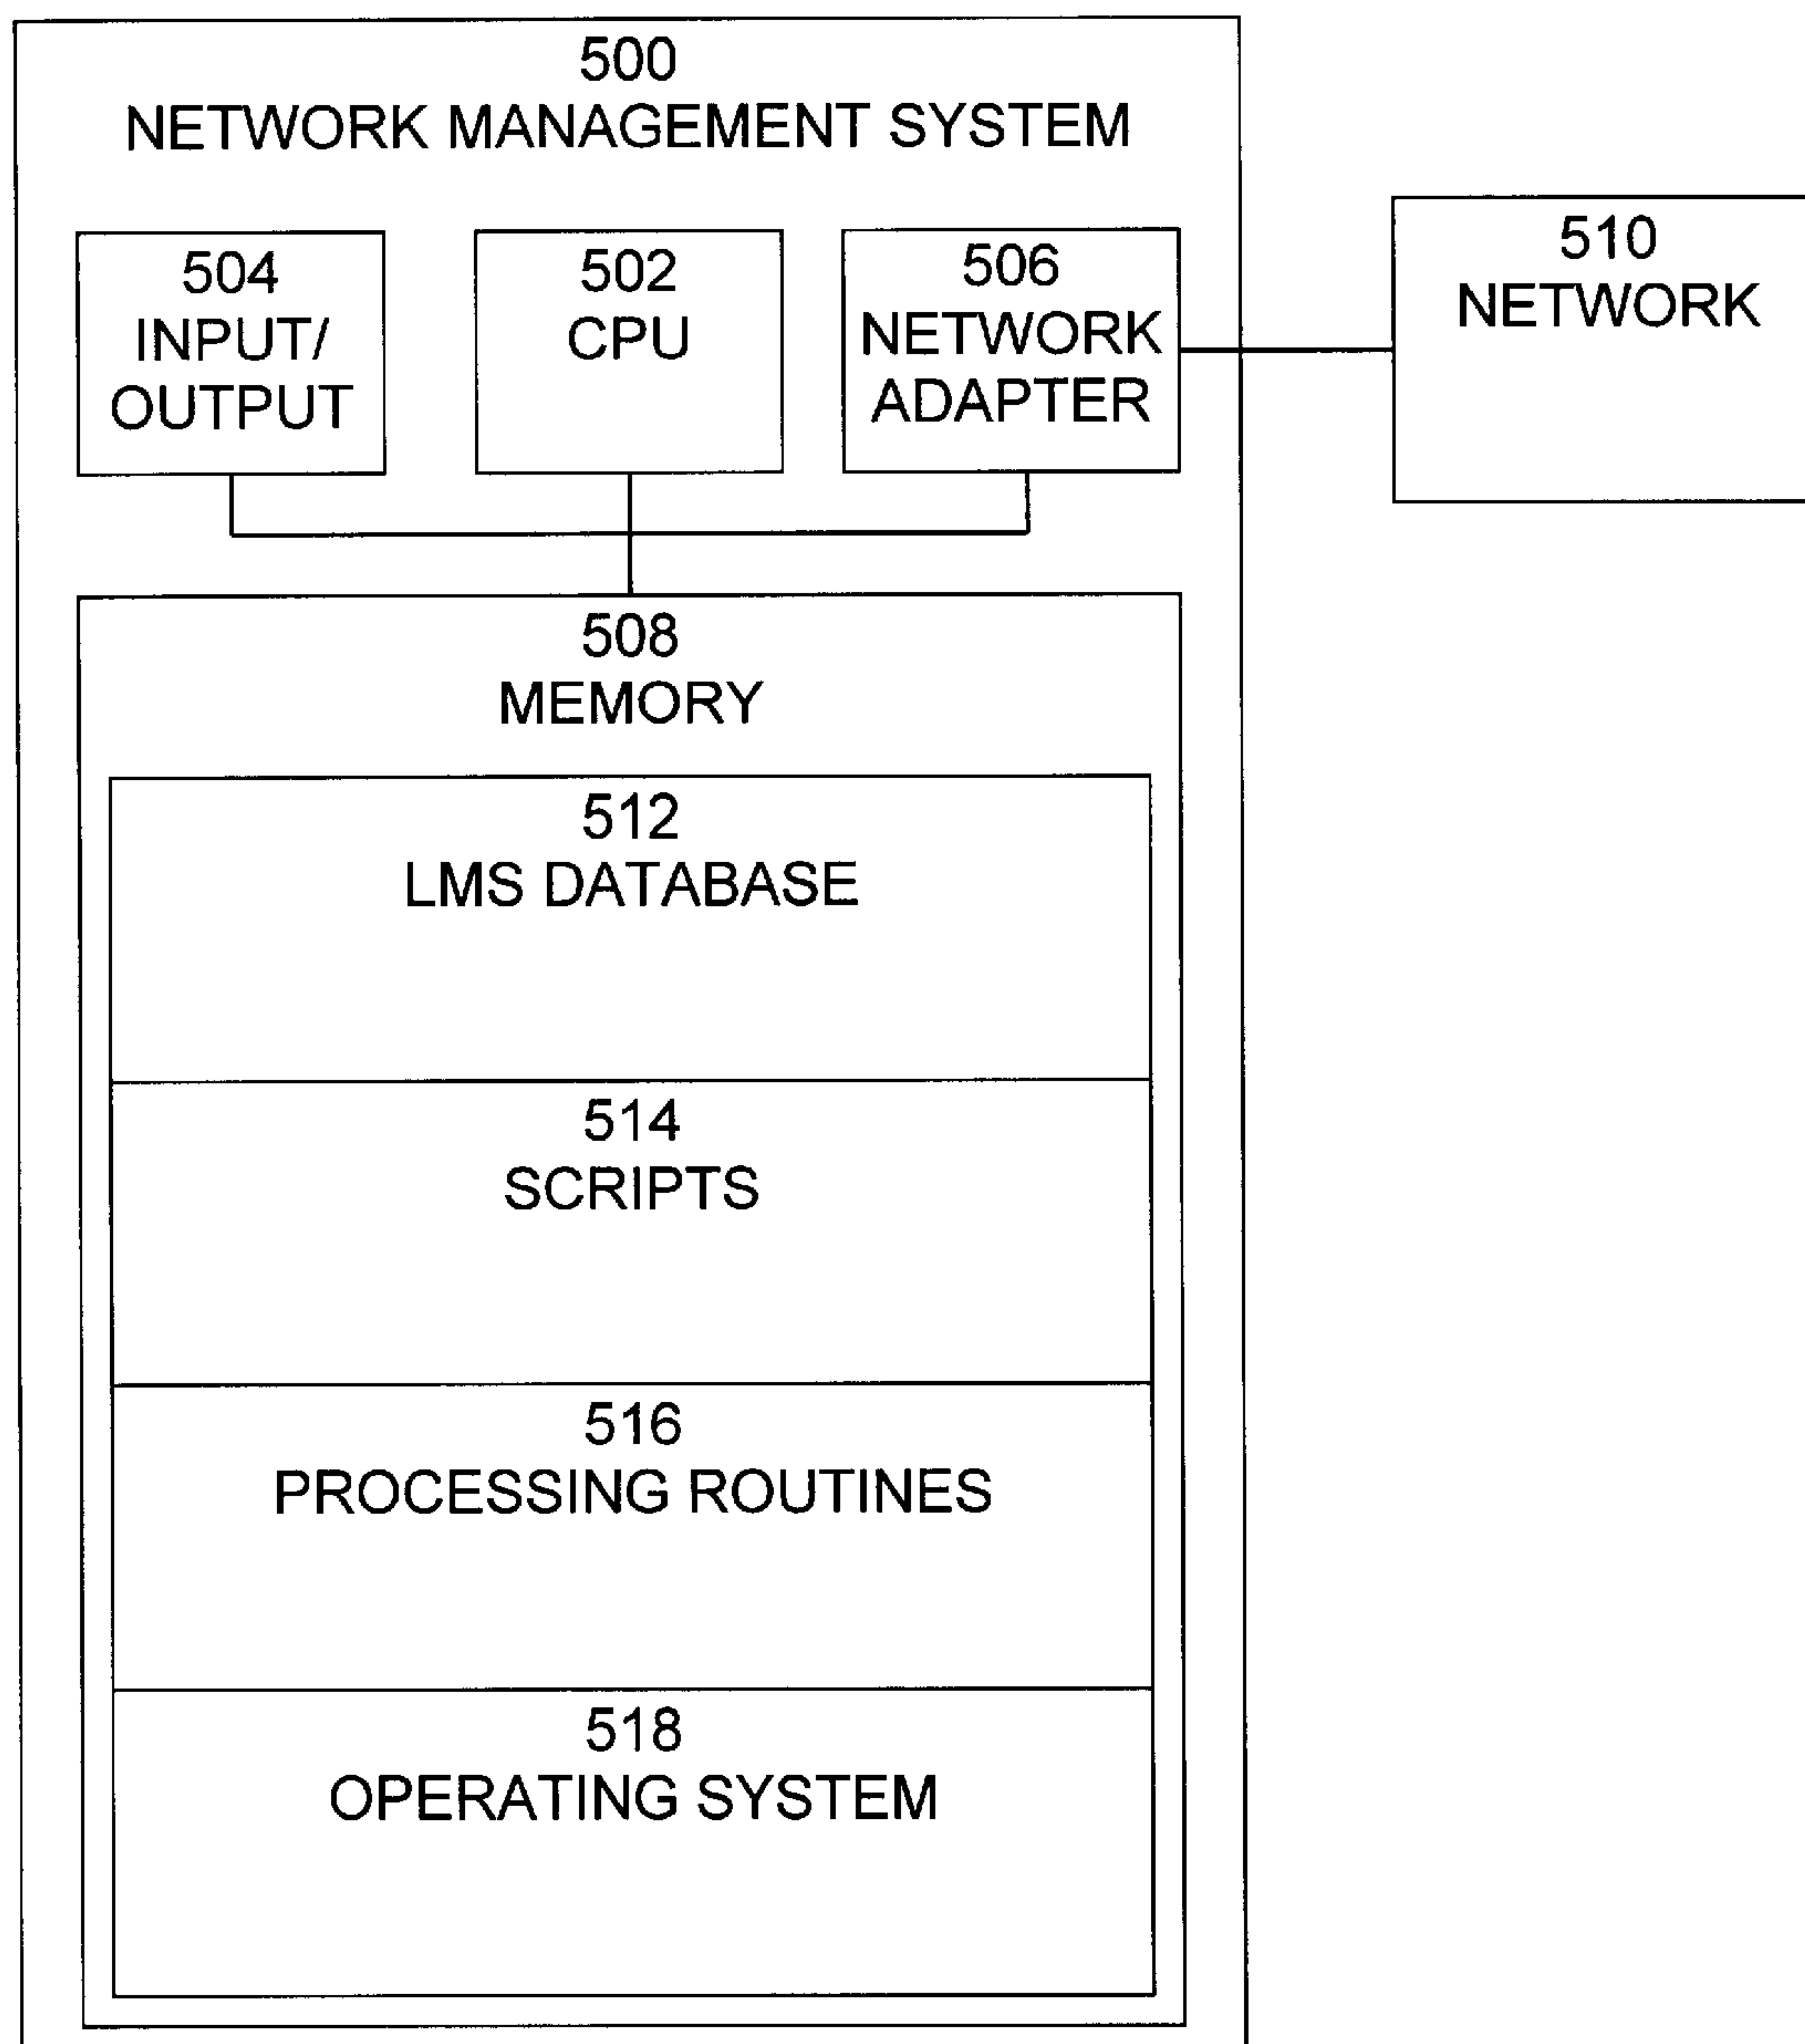 500
NETWORK MANAGEMENT SYSTEM
504
INPUT/
OUTPUT
502
CPU
506
NETWORK
ADAPTER
510
NETWORK
508
MEMORY
512
LMS DATABASE
514
SCRIPTS
516
PROCESSING ROUTINES
518
OPERATING SYSTEM